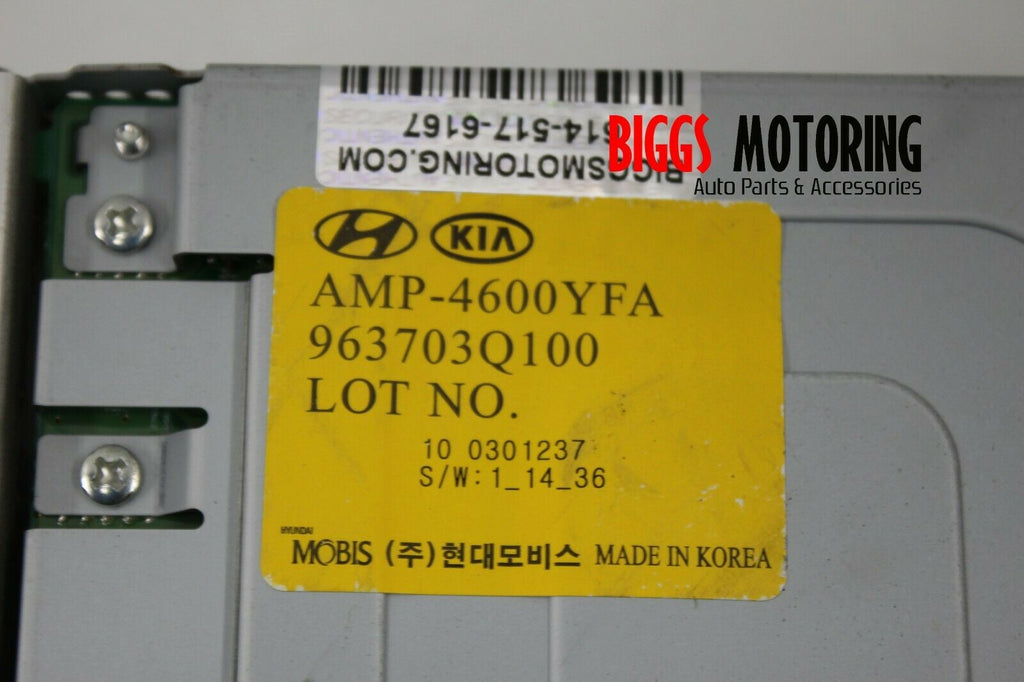 614-517-6167
BIGGSMOTORING.COM
BIGGS MOTORING
Auto Parts & Accessories
KIA
AMP-4600YFA
963703Q100
LOT NO.
10 0301237
S/W:1_14_36
HYUNDAI
MOBIS (주)현대모비스 MADE IN KOREA